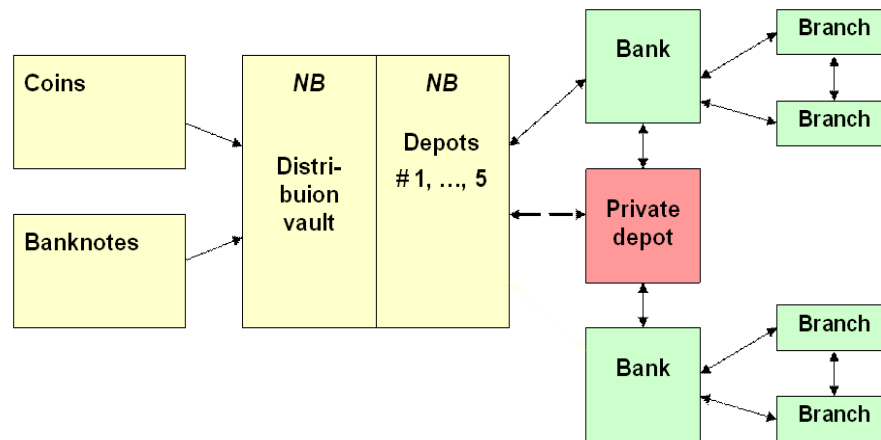 Coins
Banknotes
NB
Distri-
buion
vault
NB
Depots
# 1, ..., 5
Bank
Private
depot
Bank
Branch
Branch
Branch
Branch